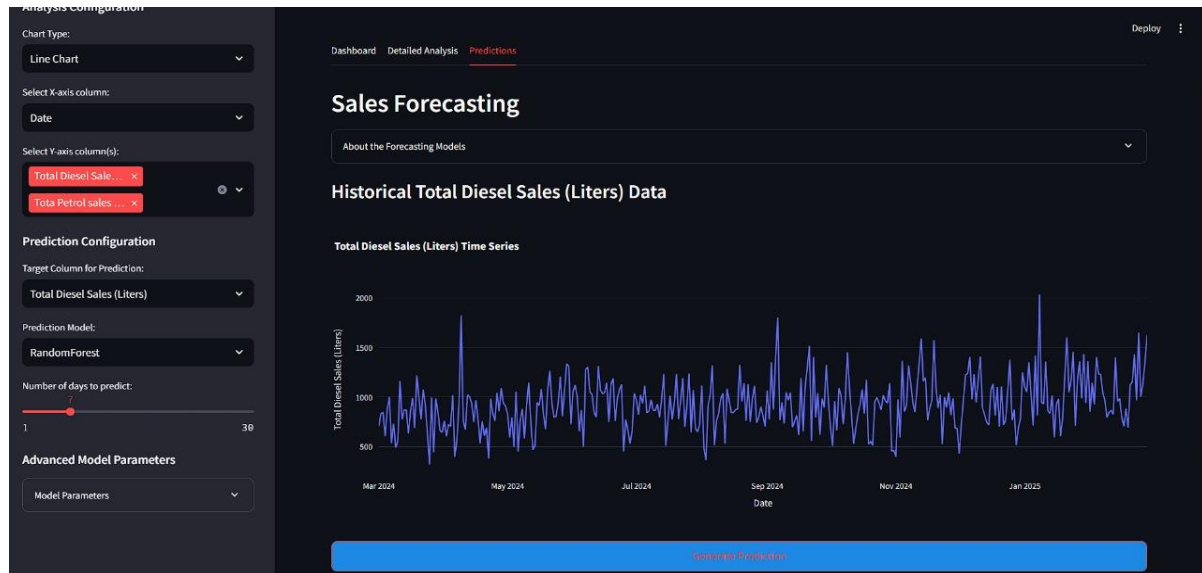 Analysis Configuration
Chart Type:
Line Chart
Select X-axis column:
Date
Select Y-axis column(s):
Total Diesel Sale... ×
Tota Petrol sales ... ×
Prediction Configuration
Target Column for Prediction:
Total Diesel Sales (Liters)
Prediction Model:
RandomForest
Number of days to predict:
7
1 30
Advanced Model Parameters
Model Parameters
Deploy
Dashboard Detailed Analysis Predictions
Sales Forecasting
About the Forecasting Models
Historical Total Diesel Sales (Liters) Data
Total Diesel Sales (Liters) Time Series
Total Diesel Sales (Liters)
2000
1500
1000
500
Mar 2024 May 2024 Jul 2024 Sep 2024 Nov 2024 Jan 2025
Date
Generate Prediction